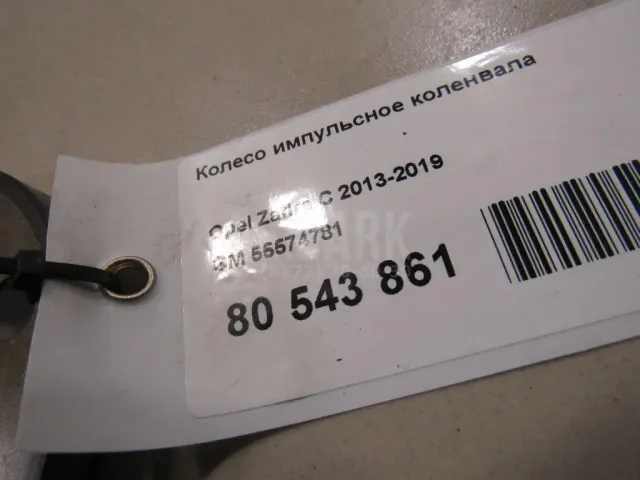 Колесо импульсное коленвала
Opel Zafira C 2013-2019
GM 55574781
80 543 861